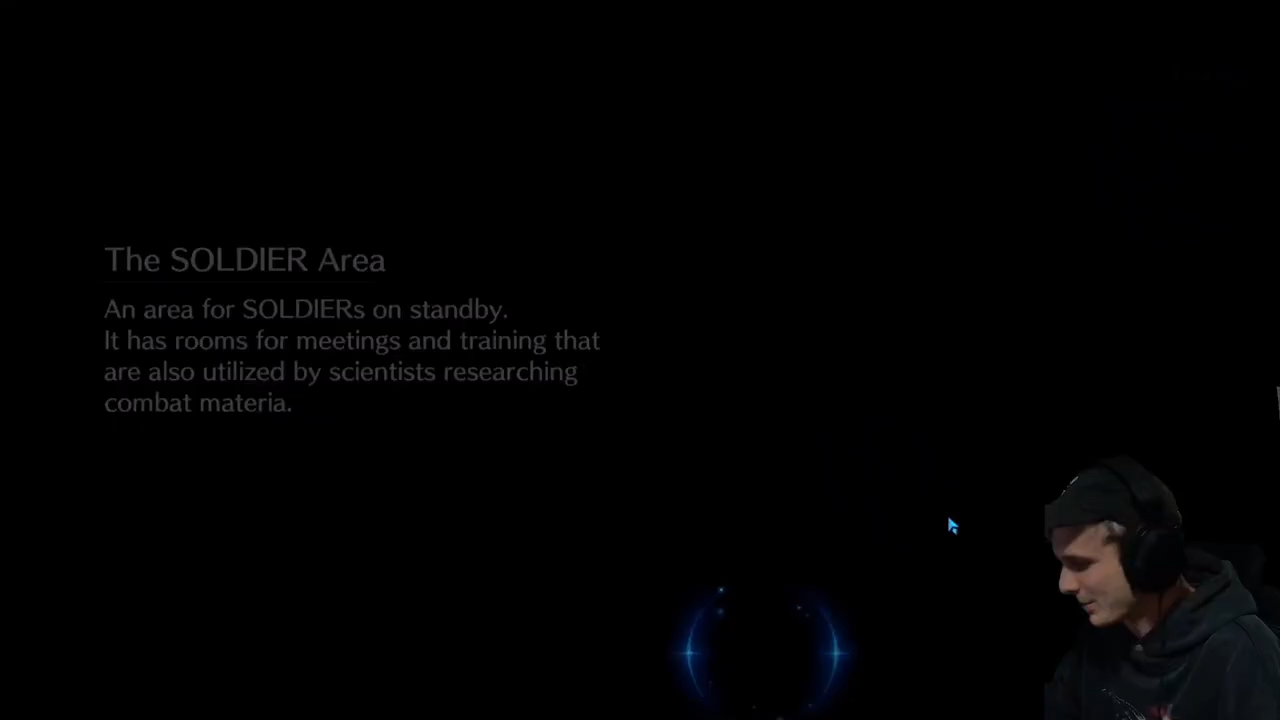 The SOLDIER Area
An area for SOLDIERs on standby.
It has rooms for meetings and training that
are also utilized by scientists researching
combat materia.